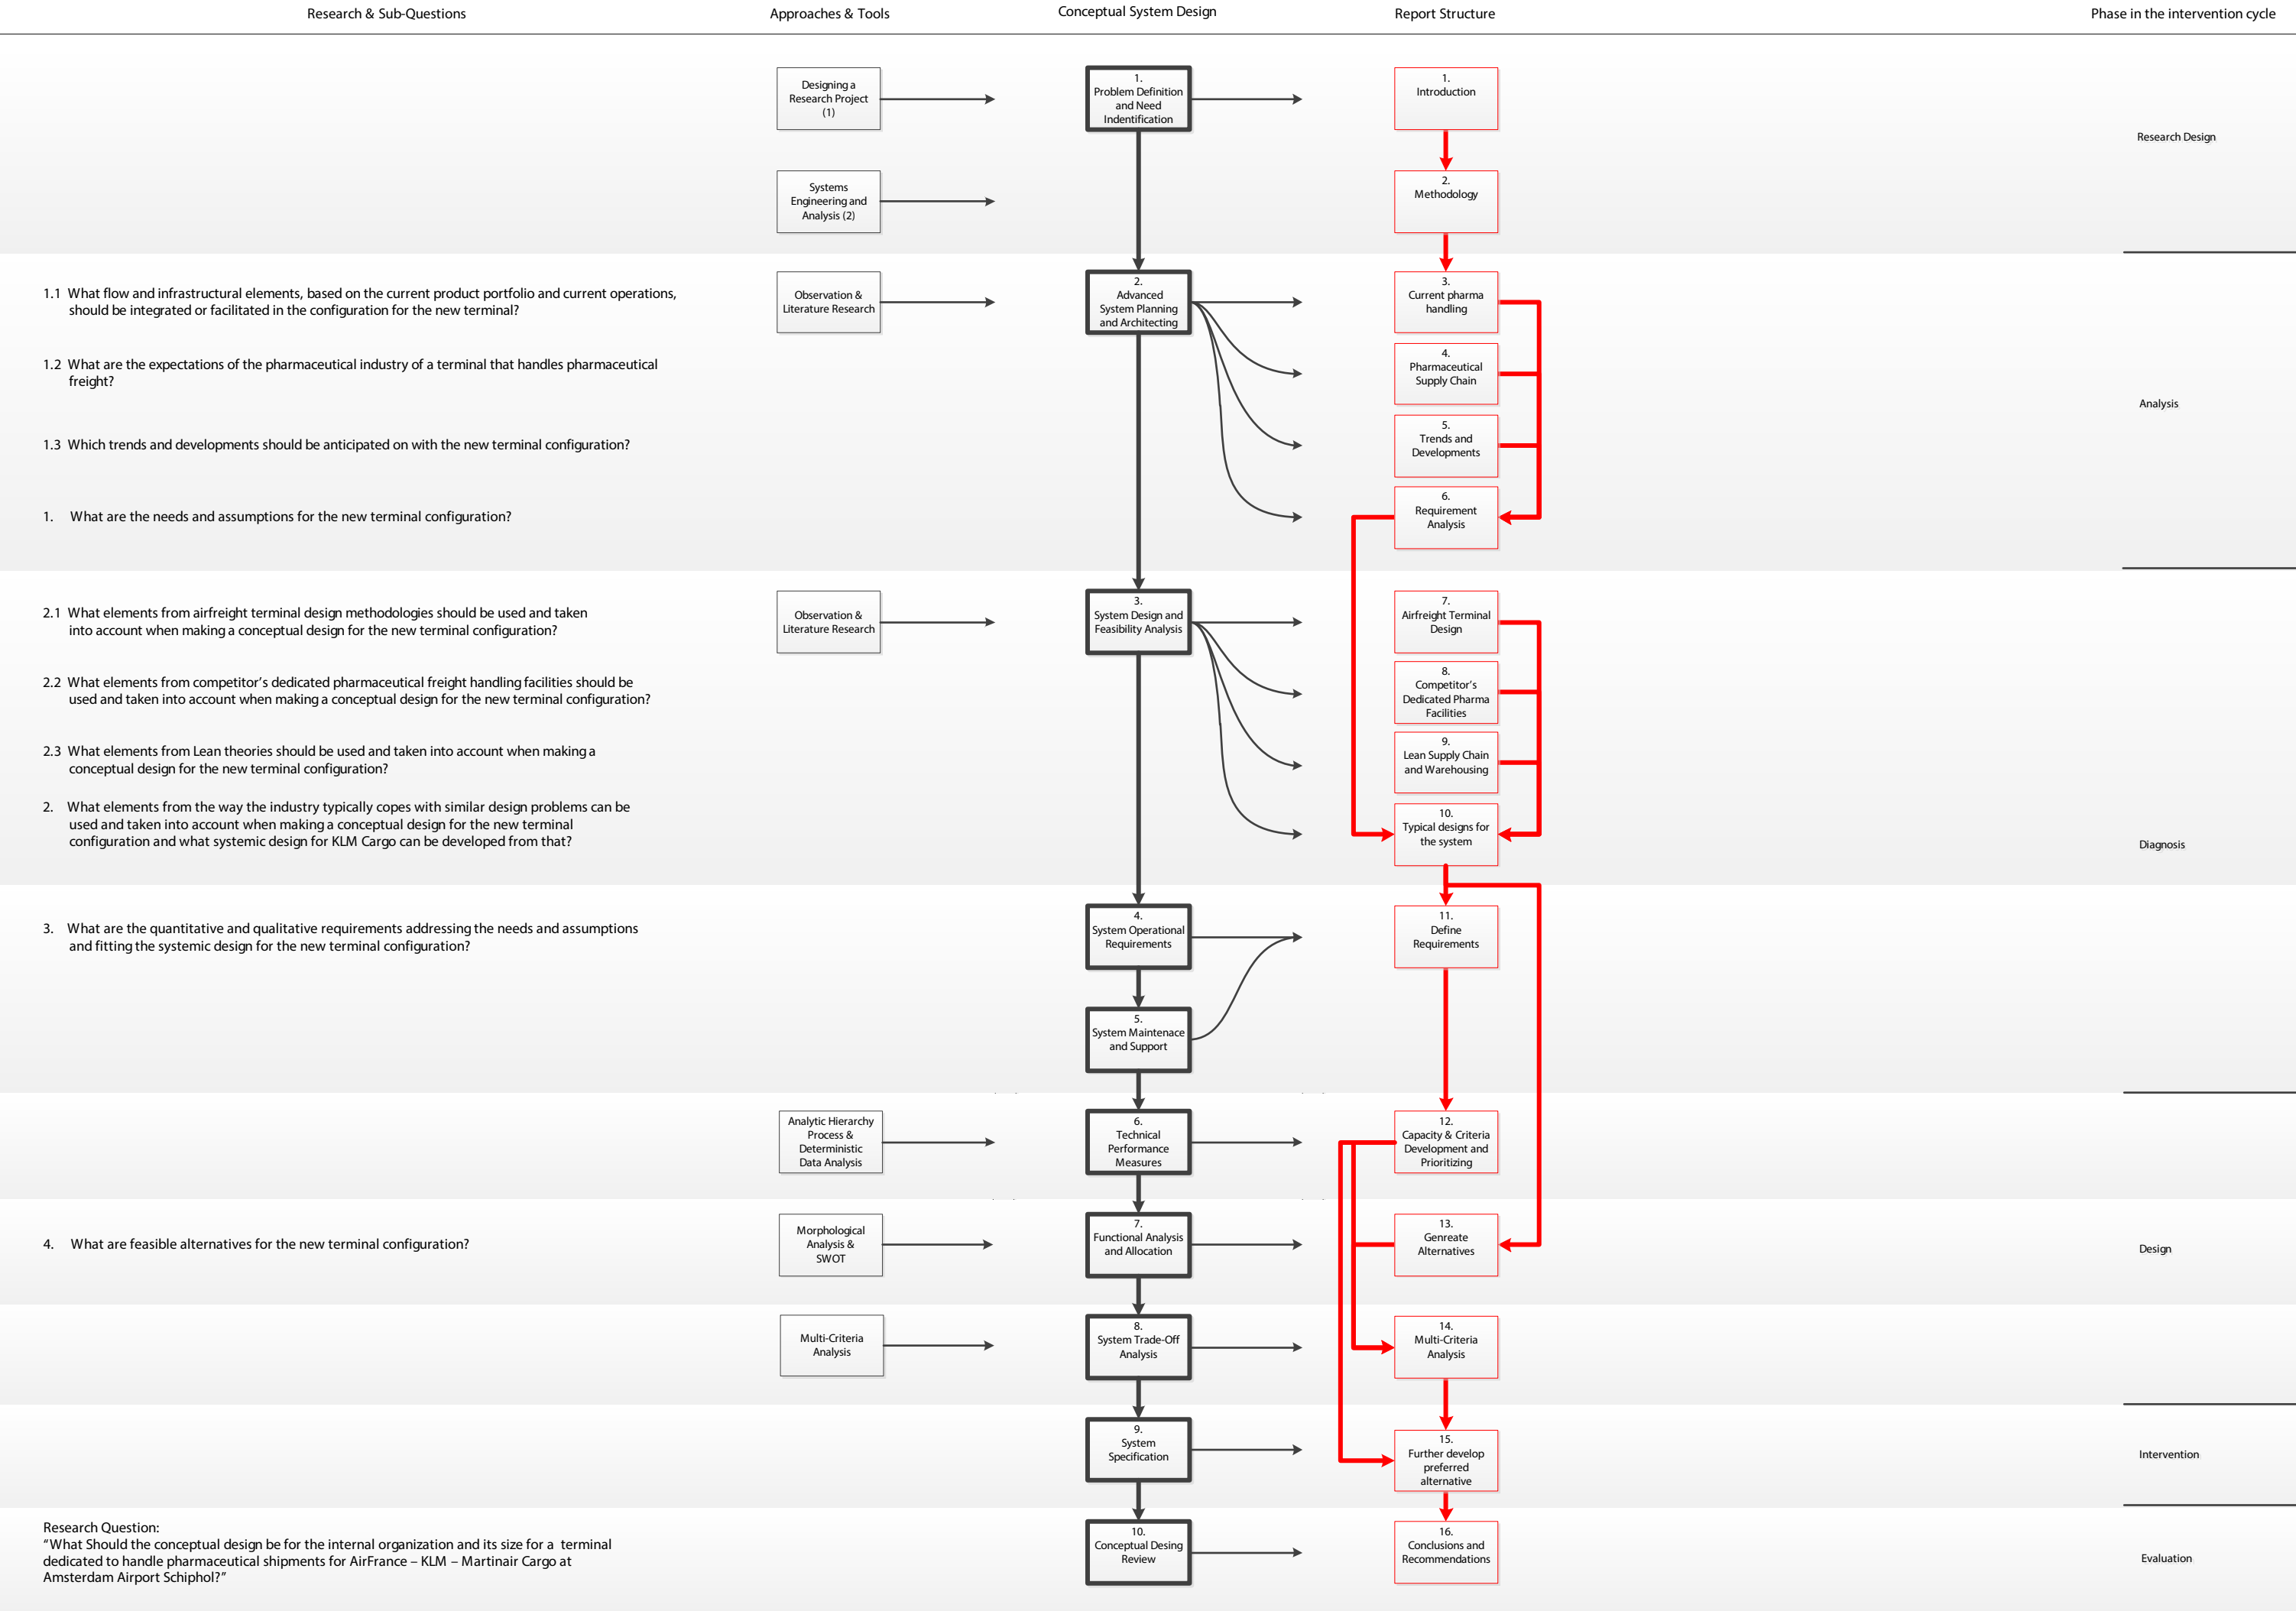 Research & Sub-Questions
Approaches & Tools
Conceptual System Design
Report Structure
Phase in the intervention cycle
Designing a
Research Project
(1)
1.
Problem Definition
and Need
Indentification
1.
Introduction
Research Design
Systems
Engineering and
Analysis (2)
2.
Methodology
1.1 What flow and infrastructural elements, based on the current product portfolio and current operations,
should be integrated or facilitated in the configuration for the new terminal?
Observation &
Literature Research
2.
Advanced
System Planning
and Architecting
3.
Current pharma
handling
1.2 What are the expectations of the pharmaceutical industry of a terminal that handles pharmaceutical
freight?
4.
Pharmaceutical
Supply Chain
Analysis
1.3 Which trends and developments should be anticipated on with the new terminal configuration?
5.
Trends and
Developments
1. What are the needs and assumptions for the new terminal configuration?
6.
Requirement
Analysis
2.1 What elements from airfreight terminal design methodologies should be used and taken
into account when making a conceptual design for the new terminal configuration?
Observation &
Literature Research
3.
System Design and
Feasibility Analysis
7.
Airfreight Terminal
Design
2.2 What elements from competitor's dedicated pharmaceutical freight handling facilities should be
used and taken into account when making a conceptual design for the new terminal configuration?
8.
Competitor's
Dedicated Pharma
Facilities
2.3 What elements from Lean theories should be used and taken into account when making a
conceptual design for the new terminal configuration?
9.
Lean Supply Chain
and Warehousing
2. What elements from the way the industry typically copes with similar design problems can be
used and taken into account when making a conceptual design for the new terminal
configuration and what systemic design for KLM Cargo can be developed from that?
10.
Typical designs for
the system
Diagnosis
3. What are the quantitative and qualitative requirements addressing the needs and assumptions
and fitting the systemic design for the new terminal configuration?
4.
System Operational
Requirements
11.
Define
Requirements
5.
System Maintenace
and Support
Analytic Hierarchy
Process &
Deterministic
Data Analysis
6.
Technical
Performance
Measures
12.
Capacity & Criteria
Development and
Prioritizing
4. What are feasible alternatives for the new terminal configuration?
Morphological
Analysis &
SWOT
7.
Functional Analysis
and Allocation
13.
Genreate
Alternatives
Design
Multi-Criteria
Analysis
8.
System Trade-Off
Analysis
14.
Multi-Criteria
Analysis
9.
System
Specification
15.
Further develop
preferred
alternative
Intervention
Research Question:
"What Should the conceptual design be for the internal organization and its size for a terminal
dedicated to handle pharmaceutical shipments for AirFrance – KLM – Martinair Cargo at
Amsterdam Airport Schiphol?"
10.
Conceptual Desing
Review
16.
Conclusions and
Recommendations
Evaluation